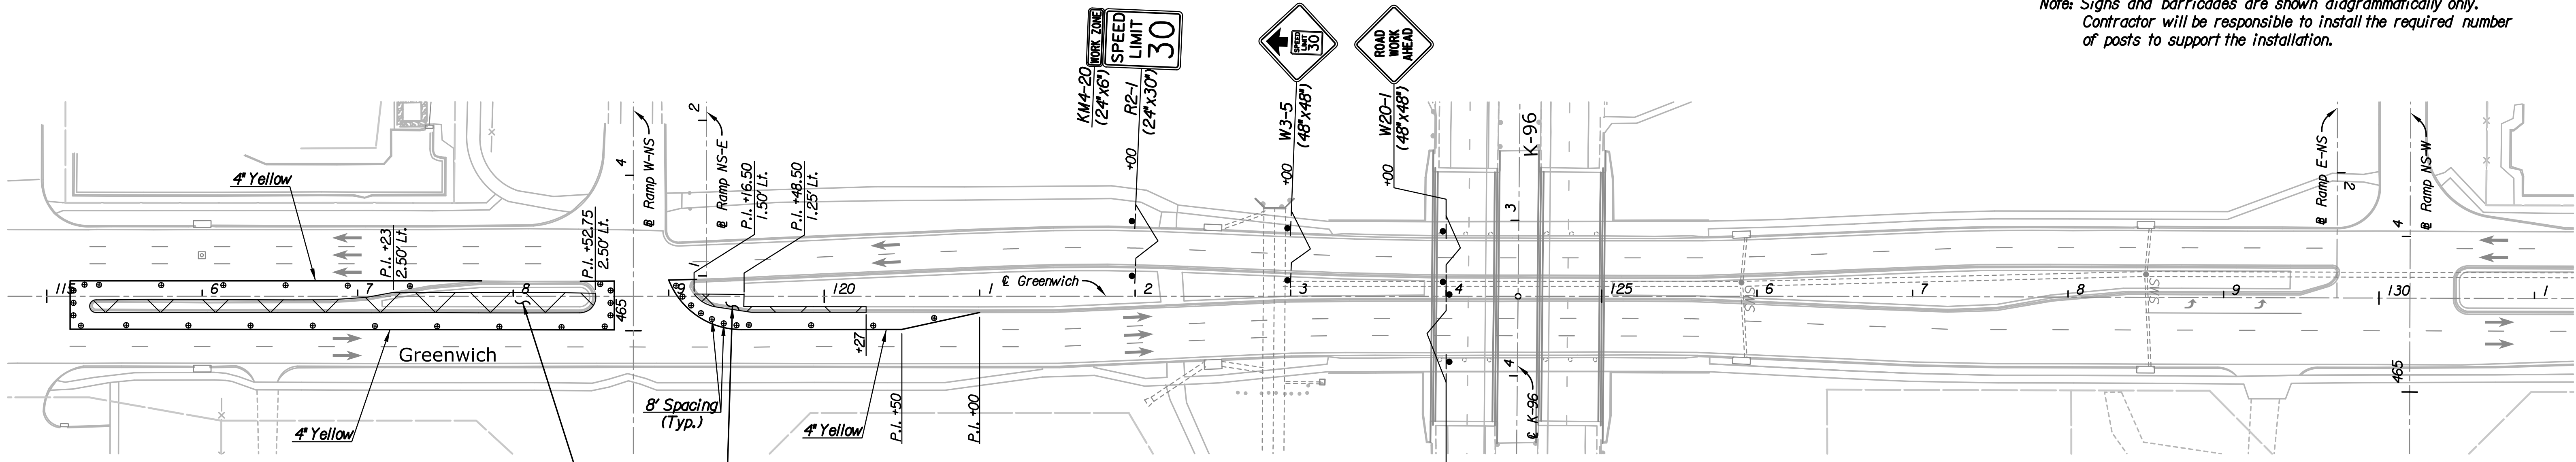 Note: Signs and barricades are shown diagrammatically only.
Contractor will be responsible to install the required number
of posts to support the installation.
KM4-20
(24"x6")
WORK ZONE
SPEED
LIMIT
30
R2-1
(24"x30")
+00
SPEED
LIMIT
30
W3-5
(48"x48")
+00
ROAD
WORK
AHEAD
W20-1
(48"x48")
+00
K-96
3
4
℄ K-96
4" Yellow
P.I. +23
2.50' Lt.
P.I. +52.75
2.50' Lt.
4
℄ Ramp W-NS
465
2
℄ Ramp NS-E
1
P.I. +16.50
1.50' Lt.
P.I. +48.50
1.25' Lt.
115
6
7
8
9
120
1
℄ Greenwich
2
3
4
125
6
7
8
9
130
1
SWS
SWS
℄ Ramp E-NS
2
4
℄ Ramp NS-W
465
Greenwich
4" Yellow
8' Spacing
(Typ.)
4" Yellow
+27
P.I. +50
P.I. +00